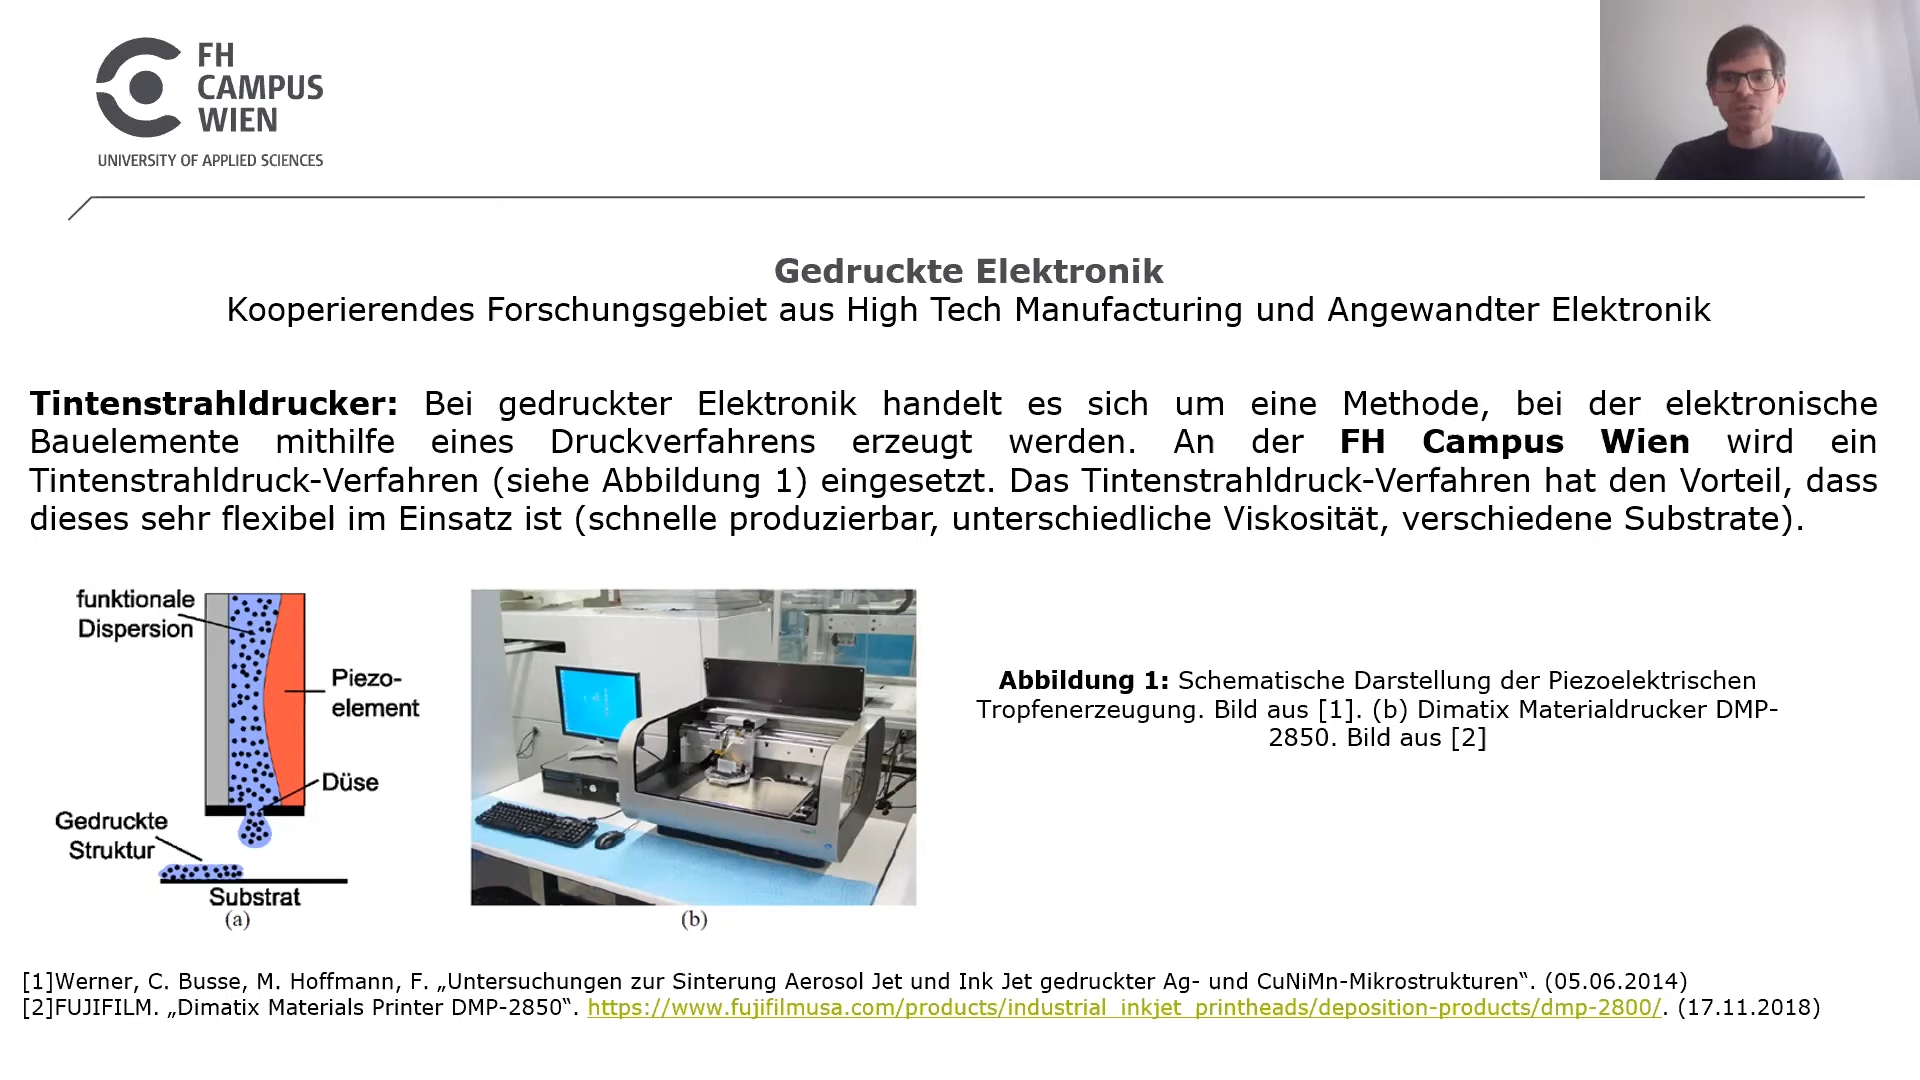 FH
CAMPUS
WIEN
UNIVERSITY OF APPLIED SCIENCES
Gedruckte Elektronik
Kooperierendes Forschungsgebiet aus High Tech Manufacturing und Angewandter Elektronik
Tintenstrahldrucker: Bei gedruckter Elektronik handelt es sich um eine Methode, bei der elektronische
Bauelemente mithilfe eines Druckverfahrens erzeugt werden. An der FH Campus Wien wird ein
Tintenstrahldruck-Verfahren (siehe Abbildung 1) eingesetzt. Das Tintenstrahldruck-Verfahren hat den Vorteil, dass
dieses sehr flexibel im Einsatz ist (schnelle produzierbar, unterschiedliche Viskosität, verschiedene Substrate).
funktionale
Dispersion
Piezo-
element
Düse
Gedruckte
Struktur
Substrat
(a)
(b)
Abbildung 1: Schematische Darstellung der Piezoelektrischen
Tropfenerzeugung. Bild aus [1]. (b) Dimatix Materialdrucker DMP-
2850. Bild aus [2]
[1]Werner, C. Busse, M. Hoffmann, F. „Untersuchungen zur Sinterung Aerosol Jet und Ink Jet gedruckter Ag- und CuNiMn-Mikrostrukturen“. (05.06.2014)
[2]FUJIFILM. „Dimatix Materials Printer DMP-2850“. https://www.fujifilmusa.com/products/industrial_inkjet_printheads/deposition-products/dmp-2800/. (17.11.2018)